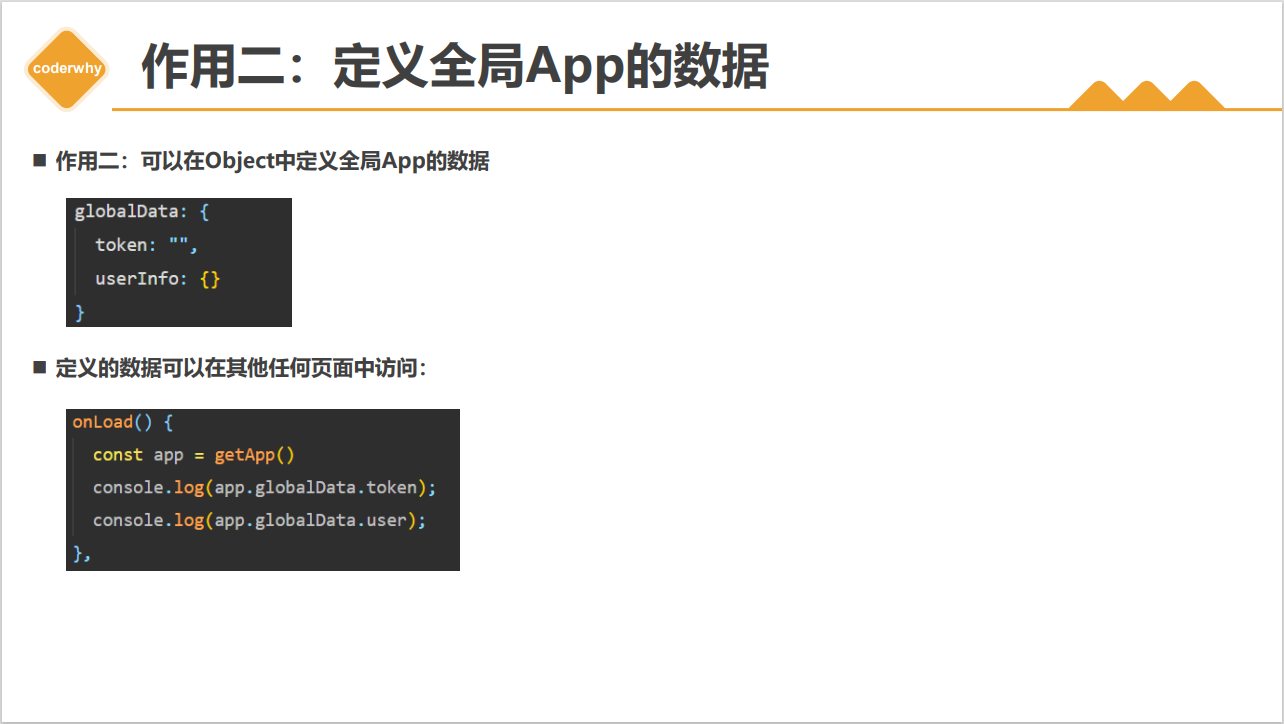 coderwhy
作用二：定义全局App的数据
作用二：可以在Object中定义全局App的数据
globalData: {
token: "",
userInfo: {}
}
定义的数据可以在其他任何页面中访问：
onLoad() {
const app = getApp()
console.log(app.globalData.token);
console.log(app.globalData.user);
},